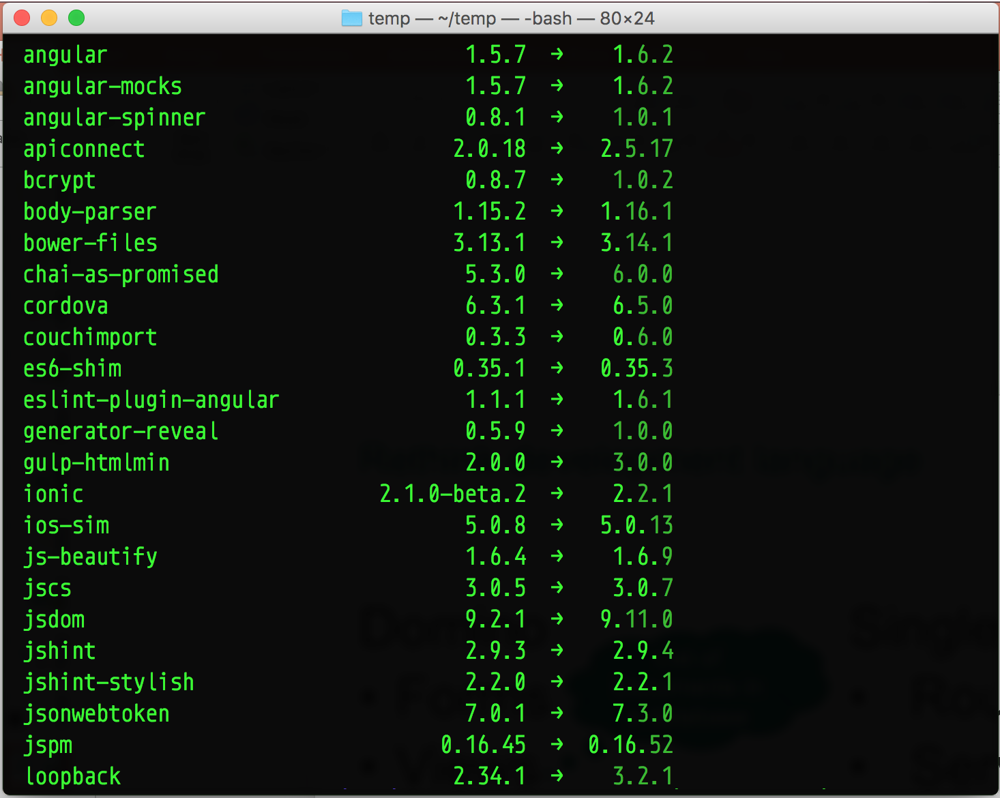 temp — ~/temp — -bash — 80×24
angular 1.5.7 → 1.6.2
angular-mocks 1.5.7 → 1.6.2
angular-spinner 0.8.1 → 1.0.1
apiconnect 2.0.18 → 2.5.17
bcrypt 0.8.7 → 1.0.2
body-parser 1.15.2 → 1.16.1
bower-files 3.13.1 → 3.14.1
chai-as-promised 5.3.0 → 6.0.0
cordova 6.3.1 → 6.5.0
couchimport 0.3.3 → 0.6.0
es6-shim 0.35.1 → 0.35.3
eslint-plugin-angular 1.1.1 → 1.6.1
generator-reveal 0.5.9 → 1.0.0
gulp-htmlmin 2.0.0 → 3.0.0
ionic 2.1.0-beta.2 → 2.2.1
ios-sim 5.0.8 → 5.0.13
js-beautify 1.6.4 → 1.6.9
jscs 3.0.5 → 3.0.7
jsdom 9.2.1 → 9.11.0
jshint 2.9.3 → 2.9.4
jshint-stylish 2.2.0 → 2.2.1
jsonwebtoken 7.0.1 → 7.3.0
jspm 0.16.45 → 0.16.52
loopback 2.34.1 → 3.2.1